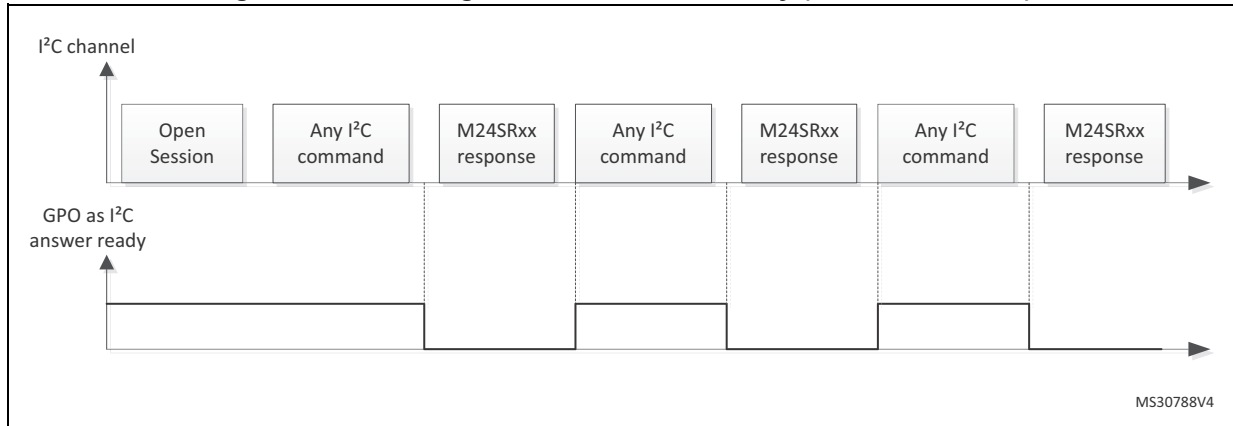 I²C channel
Open
Session
Any I²C
command
M24SRxx
response
Any I²C
command
M24SRxx
response
Any I²C
command
M24SRxx
response
GPO as I²C
answer ready
MS30788V4